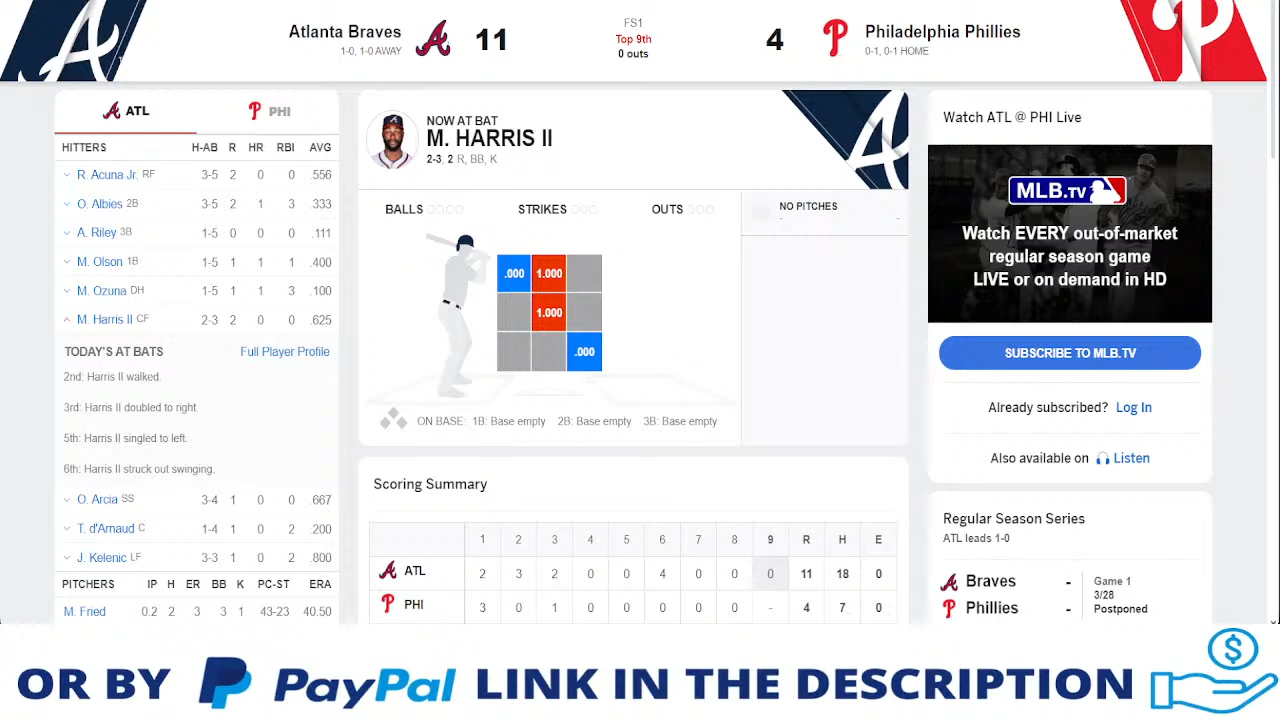 Atlanta Braves
1-0, 1-0 AWAY
11
FS1
Top 9th
0 outs
4
Philadelphia Phillies
0-1, 0-1 HOME
ATL PHI
HITTERS H-AB R HR RBI AVG
R. Acuna Jr. RF 3-5 2 0 0 .556
O. Albies 2B 3-5 2 1 3 .333
A. Riley 3B 1-5 0 0 0 .111
M. Olson 1B 1-5 1 1 1 .400
M. Ozuna DH 1-5 1 1 3 .100
M. Harris II CF 2-3 2 0 0 .625
TODAY'S AT BATS Full Player Profile
2nd: Harris II walked.
3rd: Harris II doubled to right.
5th: Harris II singled to left.
6th: Harris II struck out swinging.
O. Arcia SS 3-4 1 0 0 .667
T. d'Arnaud C 1-4 1 0 2 .200
J. Kelenic LF 3-3 1 0 2 .800
PITCHERS IP H ER BB K PC-ST ERA
M. Fried 0.2 2 3 3 1 43-23 40.50
NOW AT BAT
M. HARRIS II
2-3, 2 R, BB, K
BALLS STRIKES OUTS
NO PITCHES
- -
.000 1.000
1.000
.000
ON BASE: 1B: Base empty 2B: Base empty 3B: Base empty
Scoring Summary
1 2 3 4 5 6 7 8 9 R H E
ATL 2 3 2 0 0 4 0 0 0 11 18 0
PHI 3 0 1 0 0 0 0 0 - 4 7 0
Watch ATL @ PHI Live
MLB.TV
Watch EVERY out-of-market
regular season game
LIVE or on demand in HD
SUBSCRIBE TO MLB.TV
Already subscribed? Log In
Also available on Listen
Regular Season Series
ATL leads 1-0
Braves -
Phillies -
Game 1
3/28
Postponed
OR BY PayPal LINK IN THE DESCRIPTION